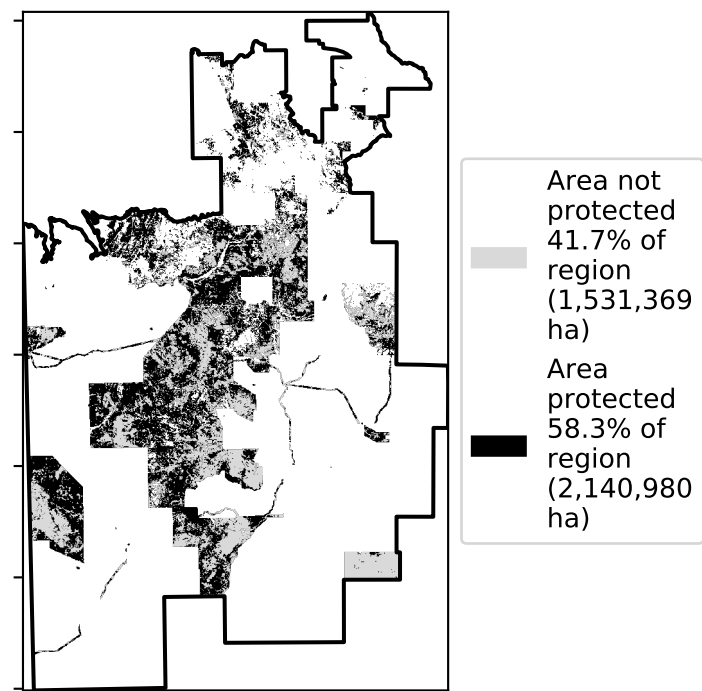 Area not
protected
41.7% of
region
(1,531,369
ha)
Area
protected
58.3% of
region
(2,140,980
ha)